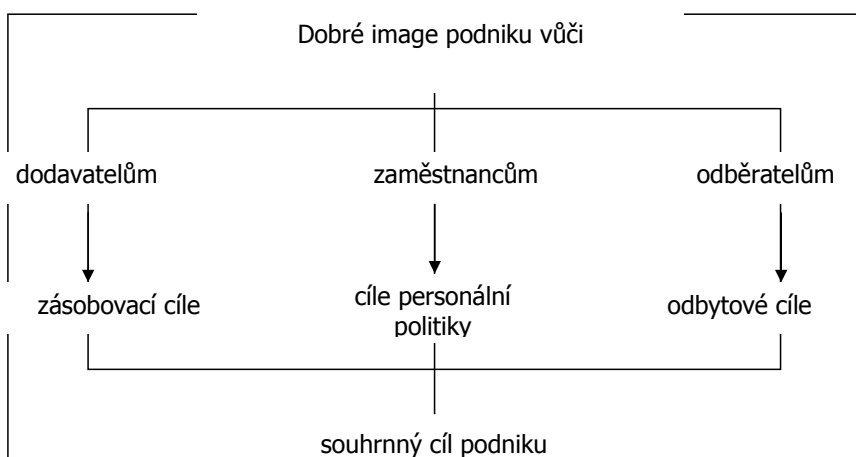 Dobré image podniku vůči
dodavatelům zaměstnancům odběratelům
zásobovací cíle cíle personální politiky odbytové cíle
souhrnný cíl podniku